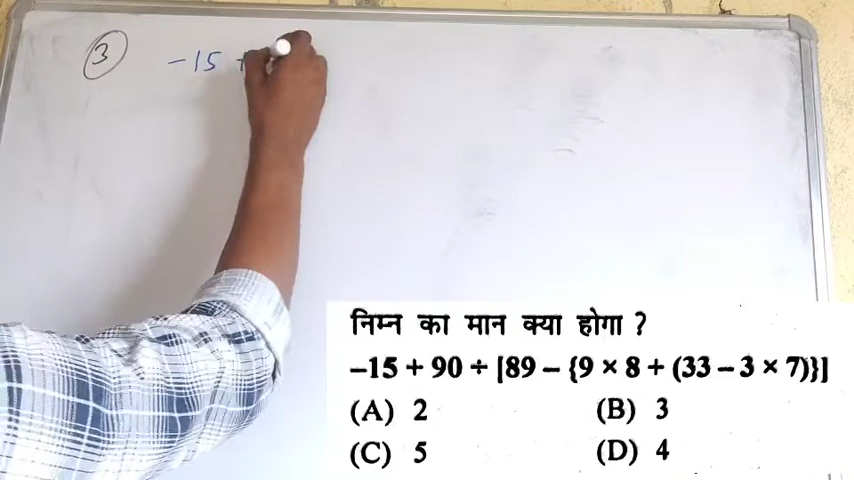 3 -15 +
निम्न का मान क्या होगा ?
–15 + 90 ÷ [89 – {9 × 8 + (33 – 3 × 7)}]
(A) 2 (B) 3
(C) 5 (D) 4